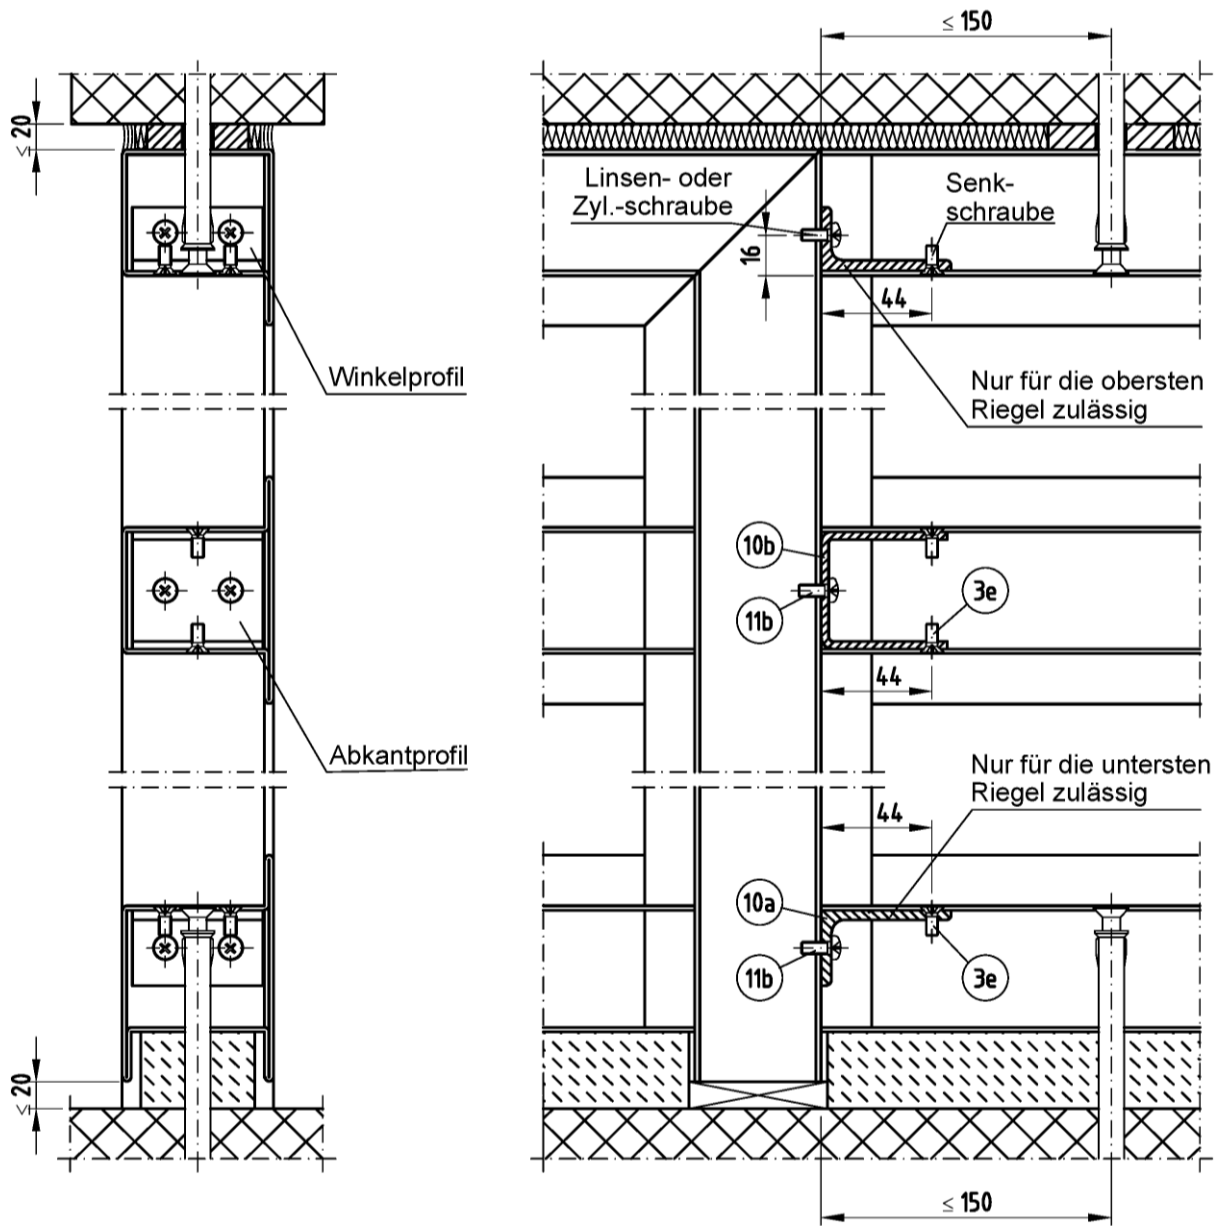 ≤ 150
≤ 20
Linsen- oder
Zyl.-schraube
Senk-
schraube
16
44
Winkelprofil
Nur für die obersten
Riegel zulässig
10b
11b
3e
44
Abkantprofil
Nur für die untersten
Riegel zulässig
44
10a
11b
3e
≤ 20
≤ 150